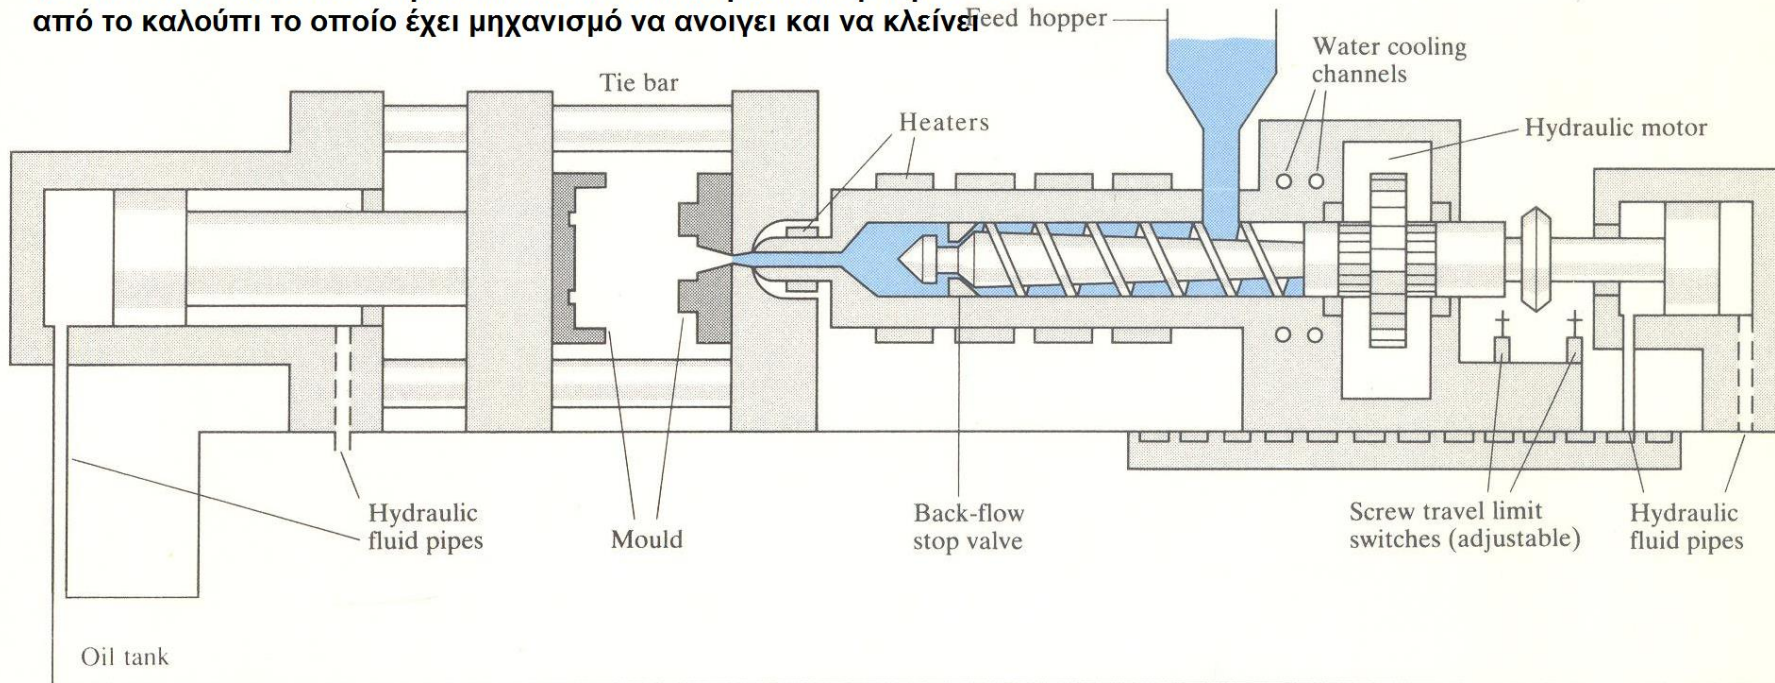 από το καλούπι το οποίο έχει μηχανισμό να ανοιγει και να κλείνει
Feed hopper
Water cooling
channels
Tie bar
Heaters
Hydraulic motor
Hydraulic
fluid pipes
Mould
Back-flow
stop valve
Screw travel limit
switches (adjustable)
Hydraulic
fluid pipes
Oil tank